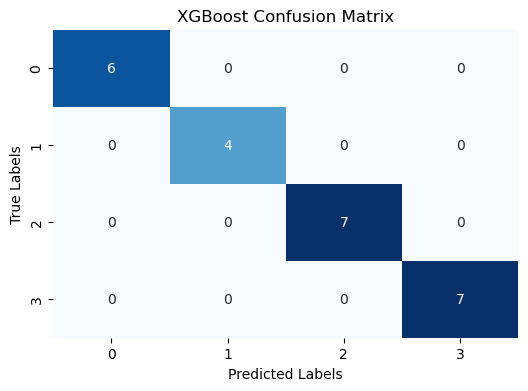 XGBoost Confusion Matrix
True Labels
0 6 0 0 0
1 0 4 0 0
2 0 0 7 0
3 0 0 0 7
0 1 2 3
Predicted Labels